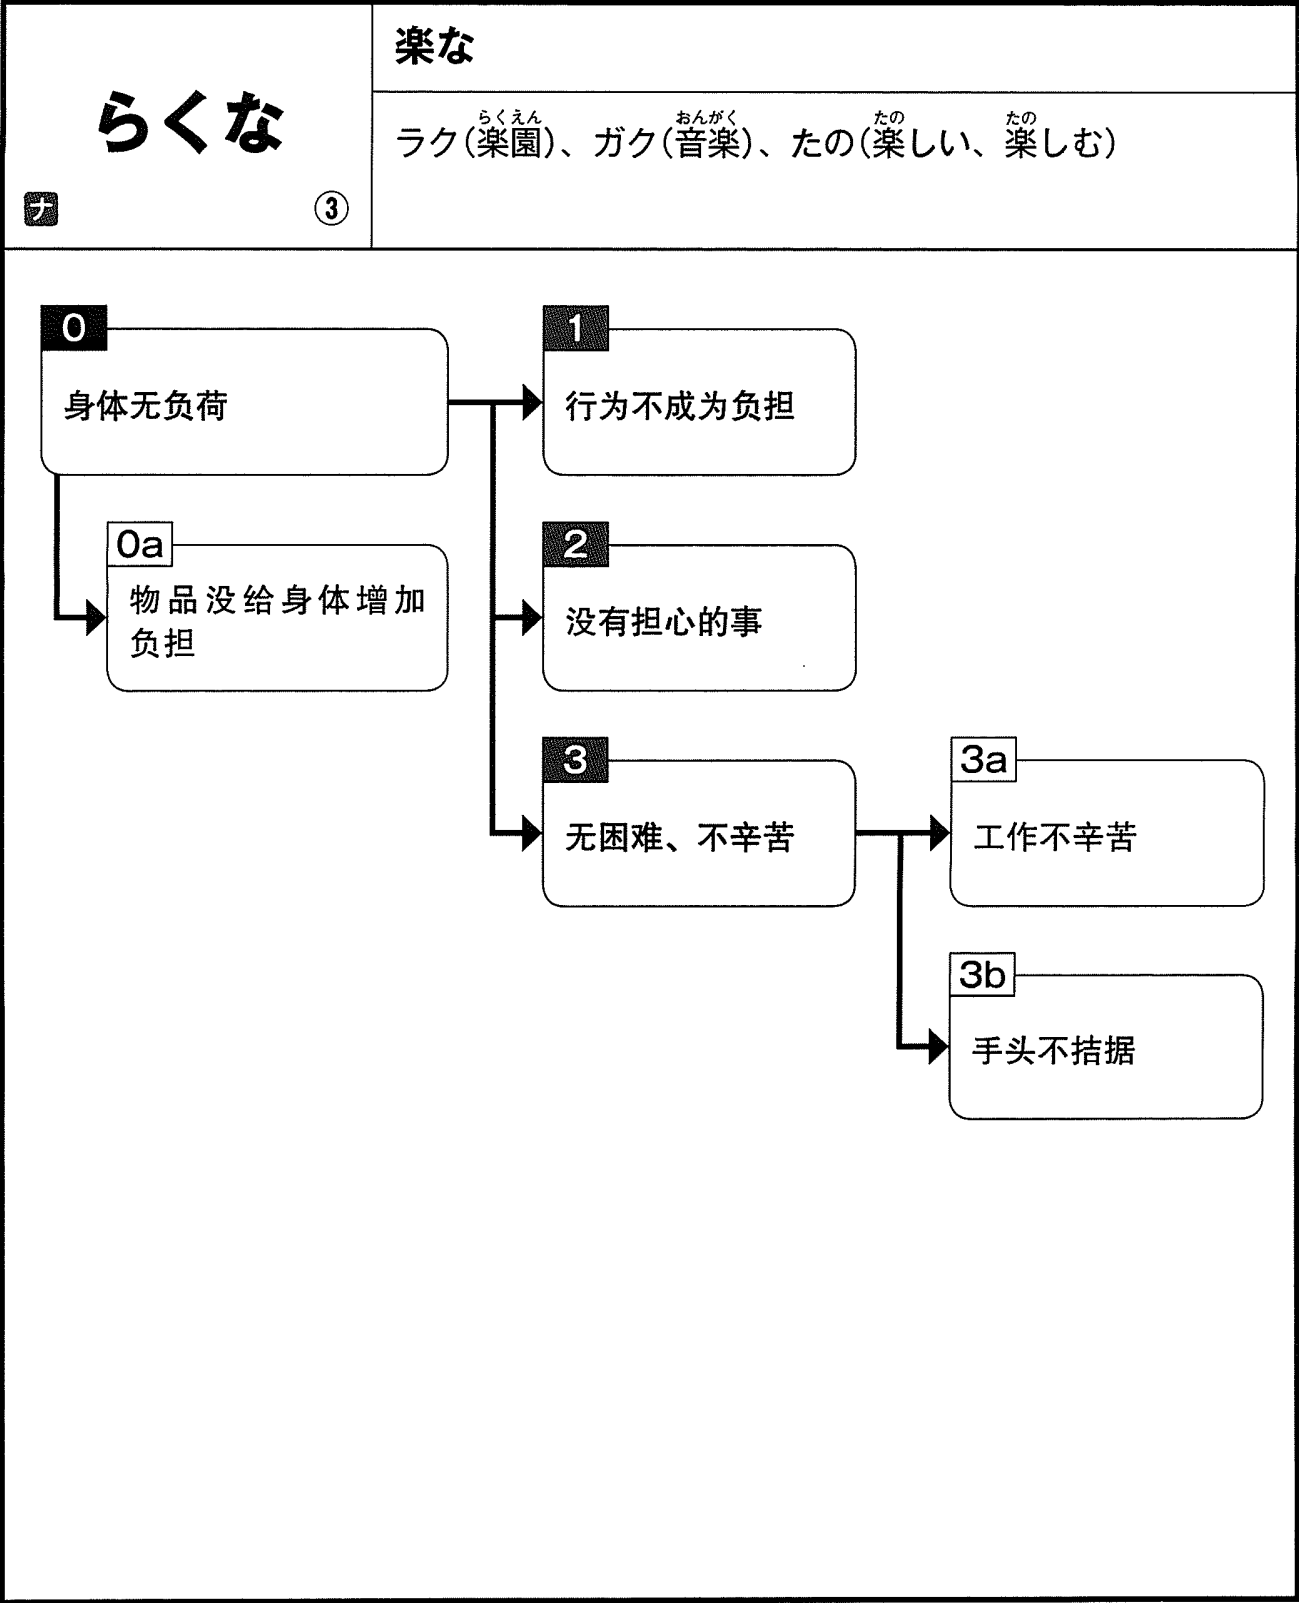 らくな
ナ
③
楽な
ラク(楽園)、ガク(音楽)、たの(楽しい、楽しむ)
らくえん おんがく たの たの
0
身体无负荷
0a
物品没给身体增加
负担
1
行为不成为负担
2
没有担心的事
3
无困难、不辛苦
3a
工作不辛苦
3b
手头不拮据